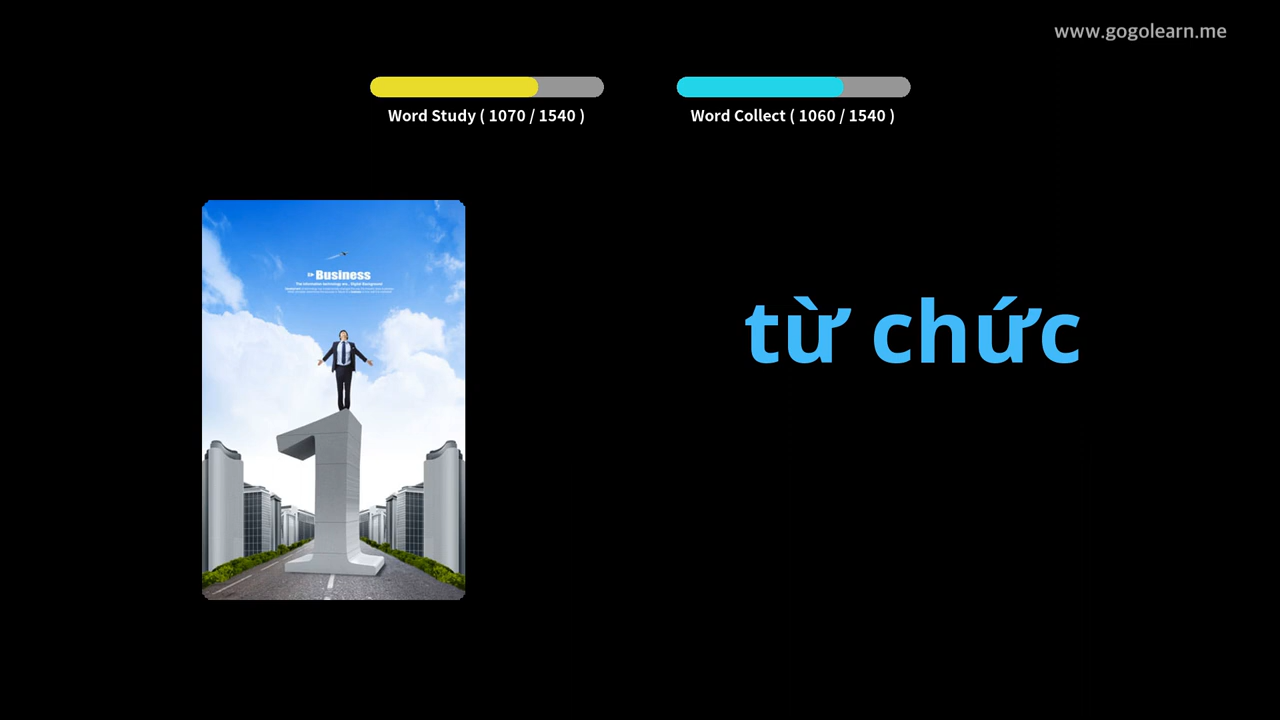 www.gogolearn.me
Word Study ( 1070 / 1540 )
Word Collect ( 1060 / 1540 )
Business
từ chức